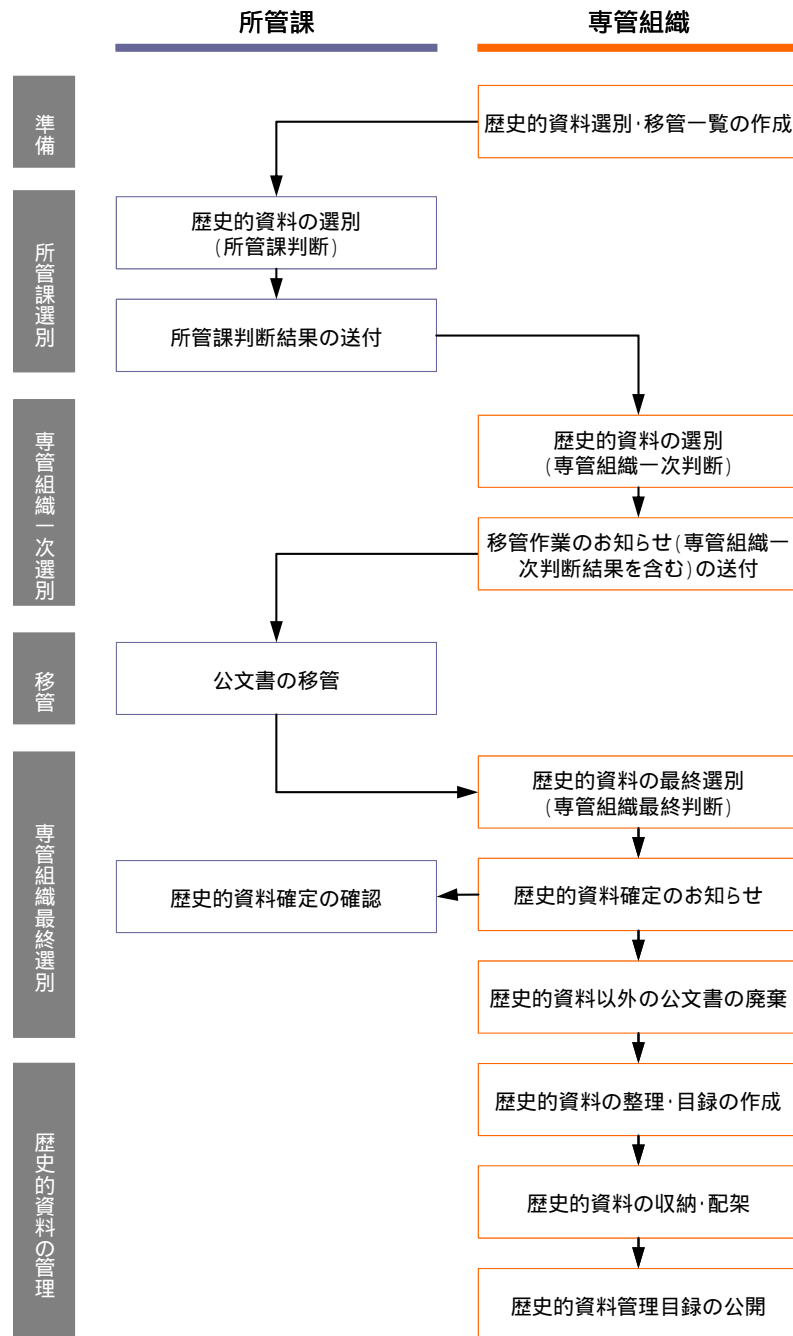 所管課
専管組織
準備
歴史的資料選別･移管一覧の作成
所管課選別
歴史的資料の選別
(所管課判断)
所管課判断結果の送付
専管組織一次選別
歴史的資料の選別
(専管組織一次判断)
移管作業のお知らせ(専管組織一
次判断結果を含む)の送付
移管
公文書の移管
専管組織最終選別
歴史的資料の最終選別
(専管組織最終判断)
歴史的資料確定の確認
歴史的資料確定のお知らせ
歴史的資料以外の公文書の廃棄
歴史的資料の管理
歴史的資料の整理･目録の作成
歴史的資料の収納･配架
歴史的資料管理目録の公開